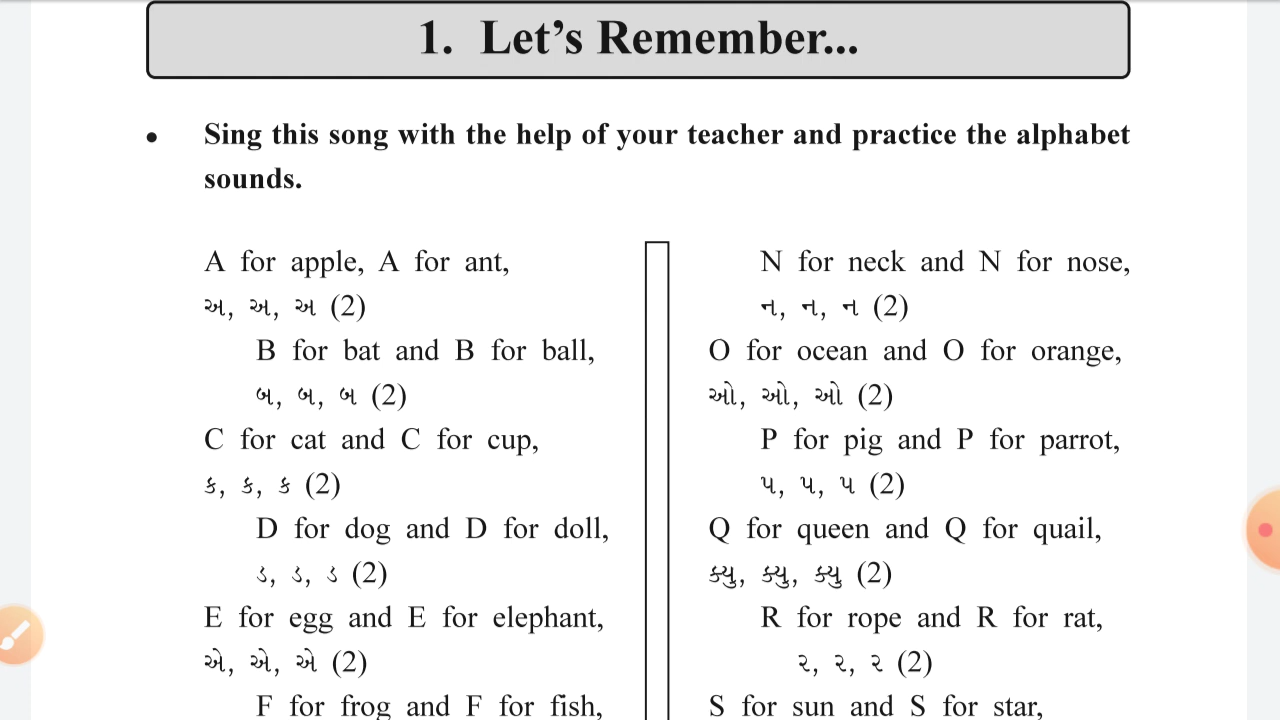 1. Let's Remember...
• Sing this song with the help of your teacher and practice the alphabet
sounds.
A for apple, A for ant,
અ, અ, અ (2)
B for bat and B for ball,
બ, બ, બ (2)
C for cat and C for cup,
ક, ક, ક (2)
D for dog and D for doll,
ડ, ડ, ડ (2)
E for egg and E for elephant,
એ, એ, એ (2)
F for frog and F for fish,
N for neck and N for nose,
ન, ન, ન (2)
O for ocean and O for orange,
ઓ, ઓ, ઓ (2)
P for pig and P for parrot,
પ, પ, પ (2)
Q for queen and Q for quail,
ક્યુ, ક્યુ, ક્યુ (2)
R for rope and R for rat,
ર, ર, ર (2)
S for sun and S for star,